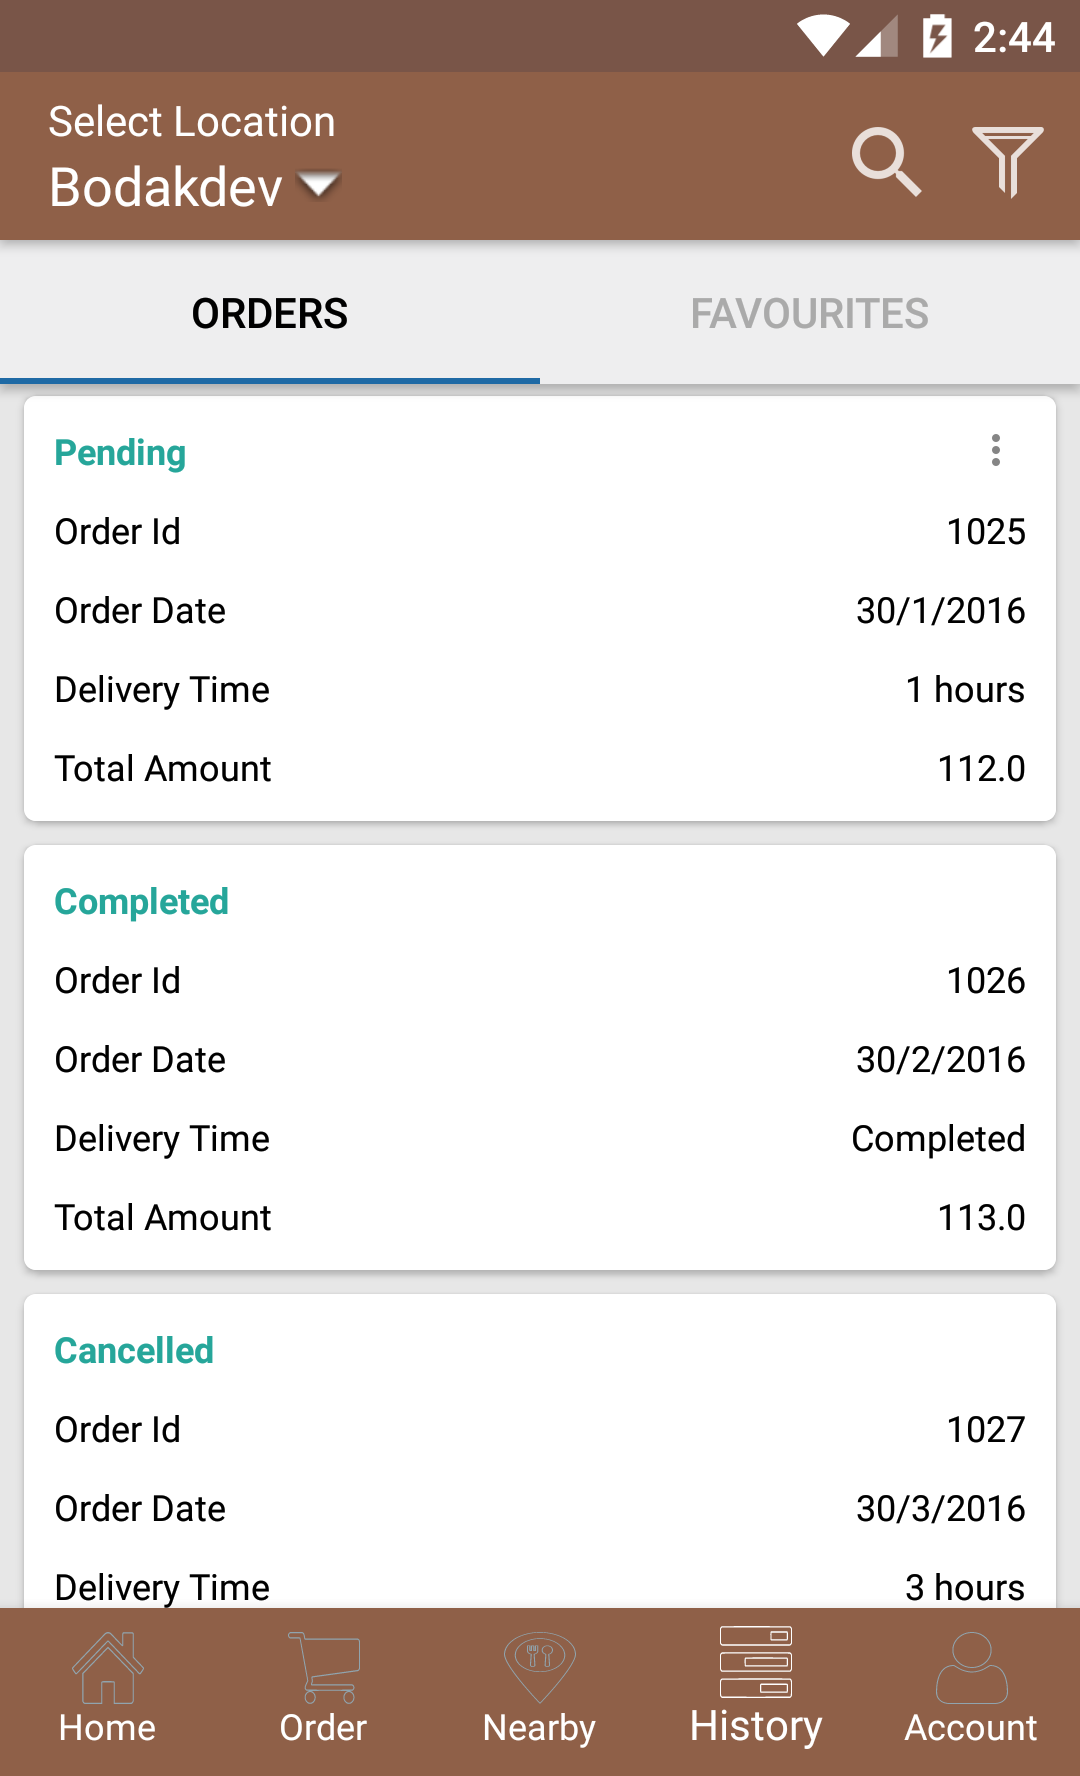 2:44
Select Location
Bodakdev
ORDERS FAVOURITES
Pending
Order Id 1025
Order Date 30/1/2016
Delivery Time 1 hours
Total Amount 112.0
Completed
Order Id 1026
Order Date 30/2/2016
Delivery Time Completed
Total Amount 113.0
Cancelled
Order Id 1027
Order Date 30/3/2016
Delivery Time 3 hours
Home Order Nearby History Account